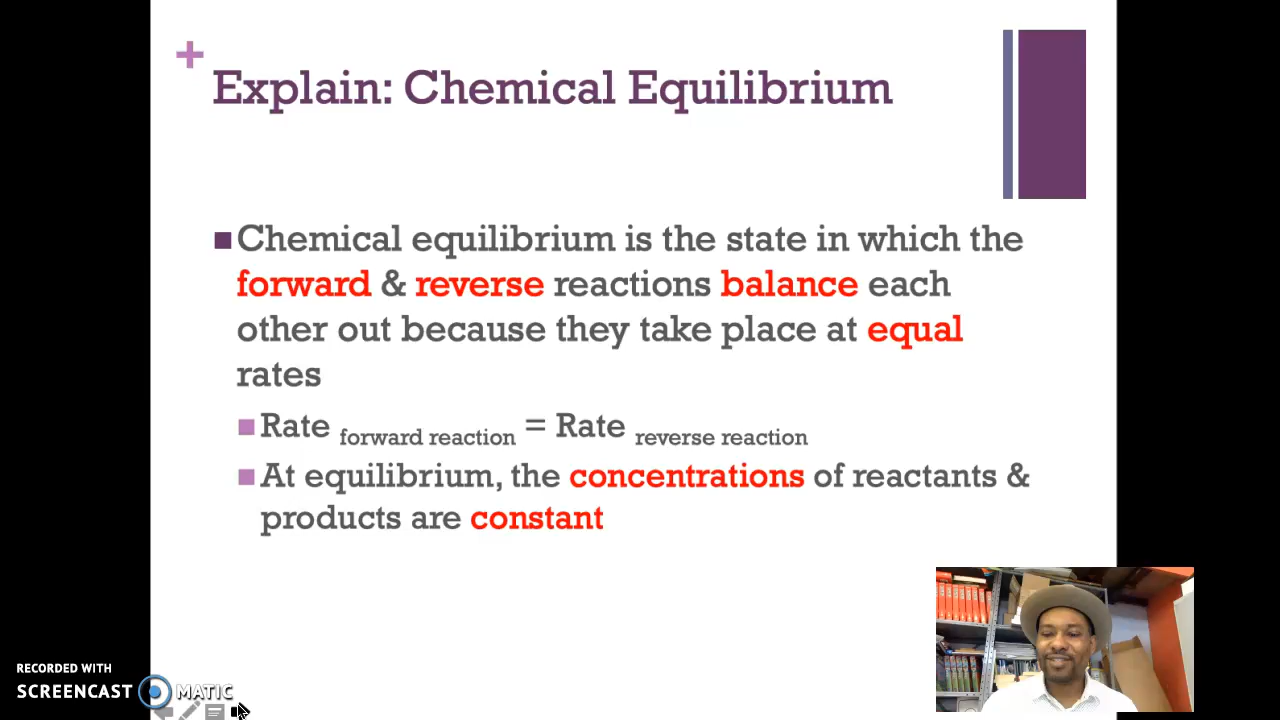 +
Explain: Chemical Equilibrium
Chemical equilibrium is the state in which the
forward & reverse reactions balance each
other out because they take place at equal
rates
Rate forward reaction = Rate reverse reaction
At equilibrium, the concentrations of reactants &
products are constant
RECORDED WITH
SCREENCAST MATIC